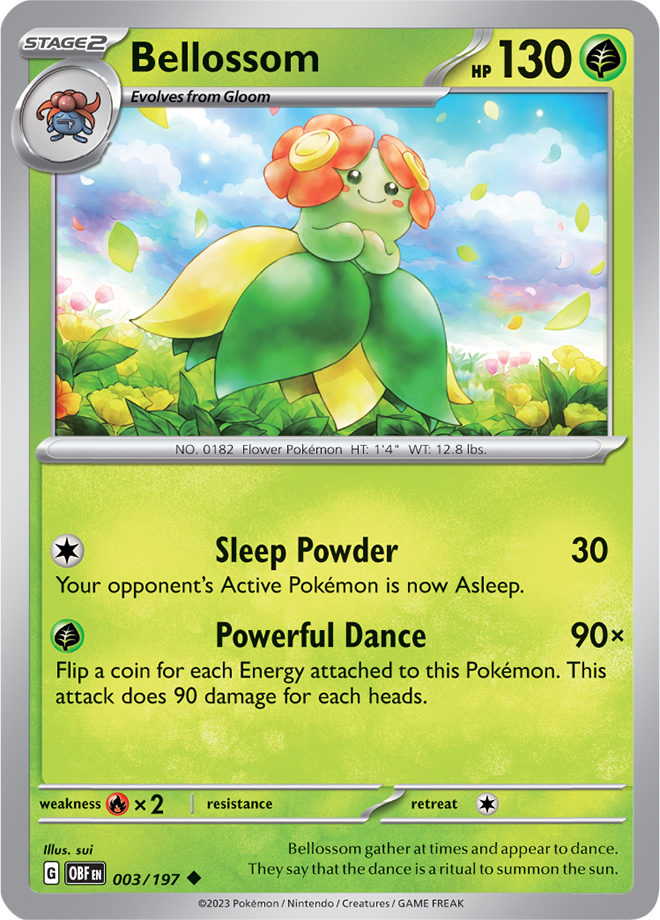 STAGE2
Bellossom
HP 130
Evolves from Gloom
NO. 0182 Flower Pokémon HT: 1'4" WT: 12.8 lbs.
Sleep Powder 30
Your opponent's Active Pokémon is now Asleep.
Powerful Dance 90×
Flip a coin for each Energy attached to this Pokémon. This
attack does 90 damage for each heads.
weakness ×2 resistance retreat
Illus. sui
Bellossom gather at times and appear to dance.
They say that the dance is a ritual to summon the sun.
G OBF EN 003/197
©2023 Pokémon / Nintendo / Creatures / GAME FREAK